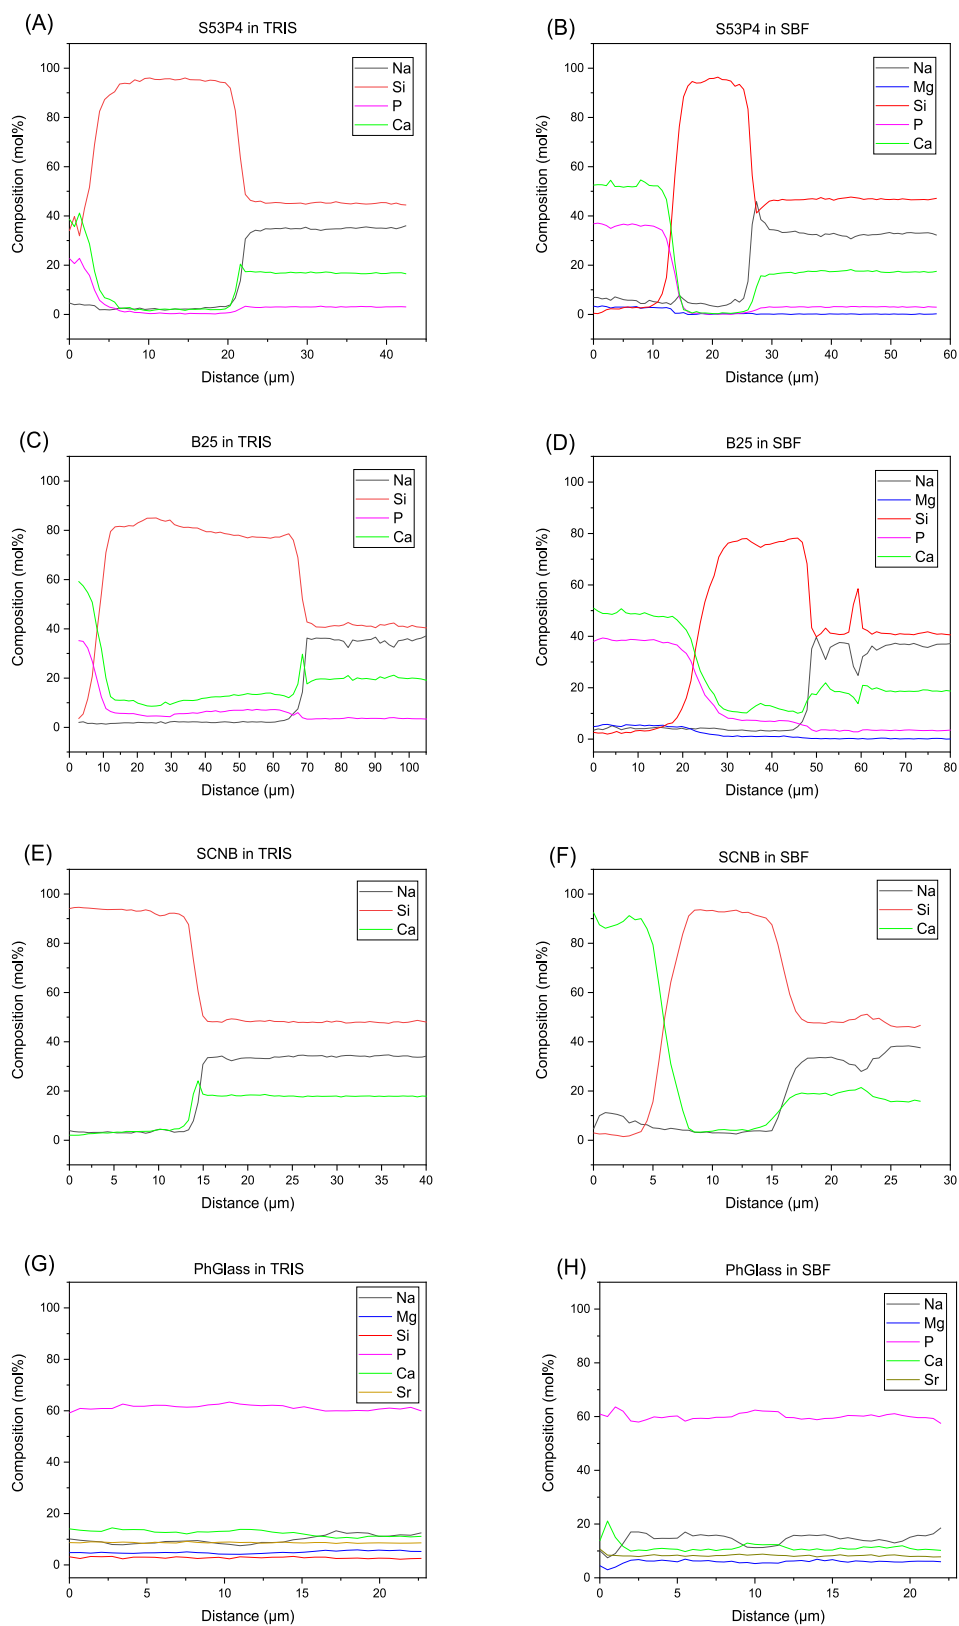 (A)
S53P4 in TRIS
Composition (mol%)
100
80
60
40
20
0
Na
Si
P
Ca
0 10 20 30 40
Distance (µm)
(B)
S53P4 in SBF
Composition (mol%)
100
80
60
40
20
0
Na
Mg
Si
P
Ca
0 10 20 30 40 50 60
Distance (µm)
(C)
B25 in TRIS
Composition (mol%)
100
80
60
40
20
0
Na
Si
P
Ca
0 10 20 30 40 50 60 70 80 90 100
Distance (µm)
(D)
B25 in SBF
Composition (mol%)
100
80
60
40
20
0
Na
Mg
Si
P
Ca
0 10 20 30 40 50 60 70 80
Distance (µm)
(E)
SCNB in TRIS
Composition (mol%)
100
80
60
40
20
0
Na
Si
Ca
0 5 10 15 20 25 30 35 40
Distance (µm)
(F)
SCNB in SBF
Composition (mol%)
100
80
60
40
20
0
Na
Si
Ca
0 5 10 15 20 25 30
Distance (µm)
(G)
PhGlass in TRIS
Composition (mol%)
100
80
60
40
20
0
Na
Mg
Si
P
Ca
Sr
0 5 10 15 20
Distance (µm)
(H)
PhGlass in SBF
Composition (mol%)
100
80
60
40
20
0
Na
Mg
P
Ca
Sr
0 5 10 15 20
Distance (µm)